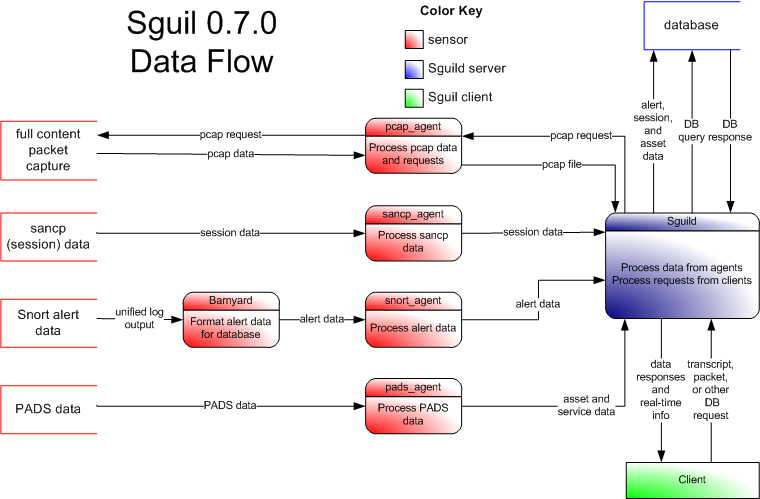 Sguil 0.7.0
Data Flow
Color Key
sensor
Sguild server
Sguil client
database
full content
packet
capture
pcap request
pcap data
pcap_agent
Process pcap data
and requests
pcap request
pcap file
alert,
session,
and
asset
data
DB
query
DB
response
sancp
(session) data
session data
sancp_agent
Process sancp
data
session data
Sguild
Process data from agents
Process requests from clients
Snort alert
data
unified log
output
Barnyard
Format alert data
for database
alert data
snort_agent
Process alert data
alert data
PADS data
PADS data
pads_agent
Process PADS
data
asset and
service data
data
responses
and
real-time
info
transcript,
packet,
or other
DB
request
Client